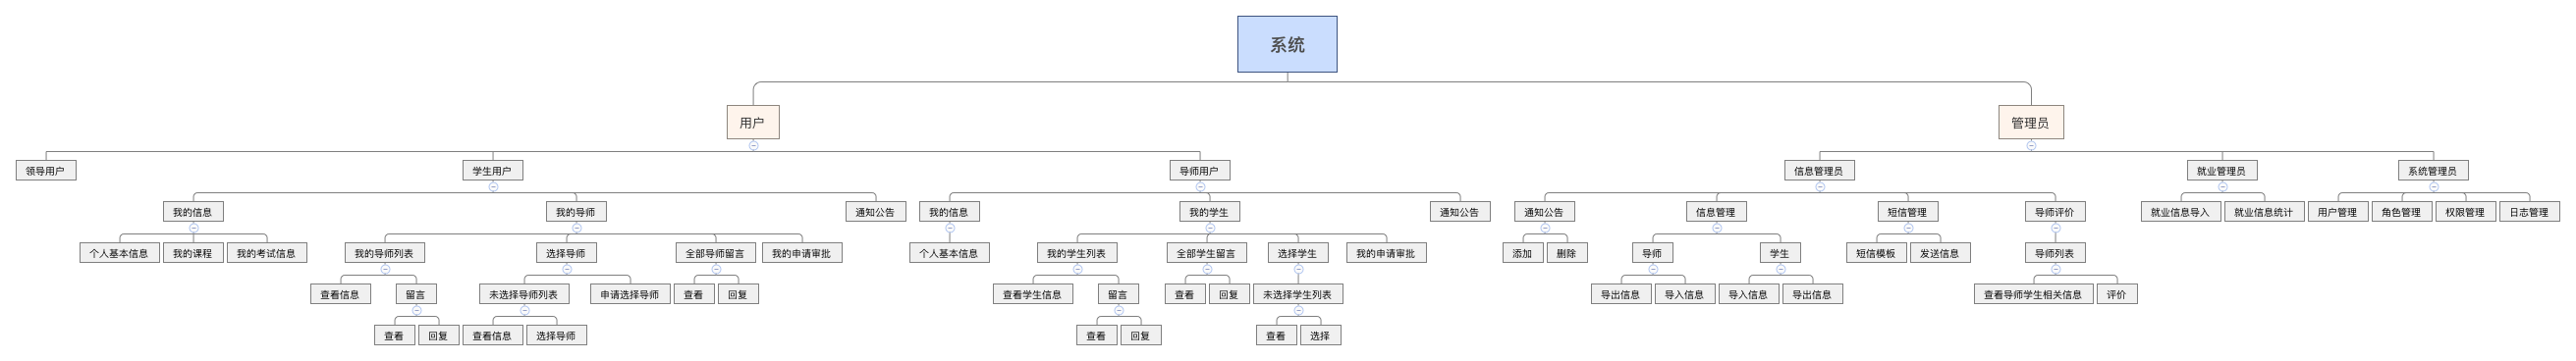 系统
用户
管理员
领导用户
学生用户
导师用户
信息管理员
就业管理员
系统管理员
我的信息
我的导师
通知公告
我的信息
我的学生
通知公告
通知公告
信息管理
短信管理
导师评价
就业信息导入
就业信息统计
用户管理
角色管理
权限管理
日志管理
个人基本信息
我的课程
我的考试信息
我的导师列表
选择导师
全部导师留言
我的申请审批
个人基本信息
我的学生列表
全部学生留言
选择学生
我的申请审批
添加
删除
导师
学生
短信模板
发送信息
导师列表
查看信息
留言
未选择导师列表
申请选择导师
查看
回复
查看学生信息
留言
查看
回复
未选择学生列表
导出信息
导入信息
导入信息
导出信息
查看导师学生相关信息
评价
查看
回复
查看信息
选择导师
查看
回复
查看
选择